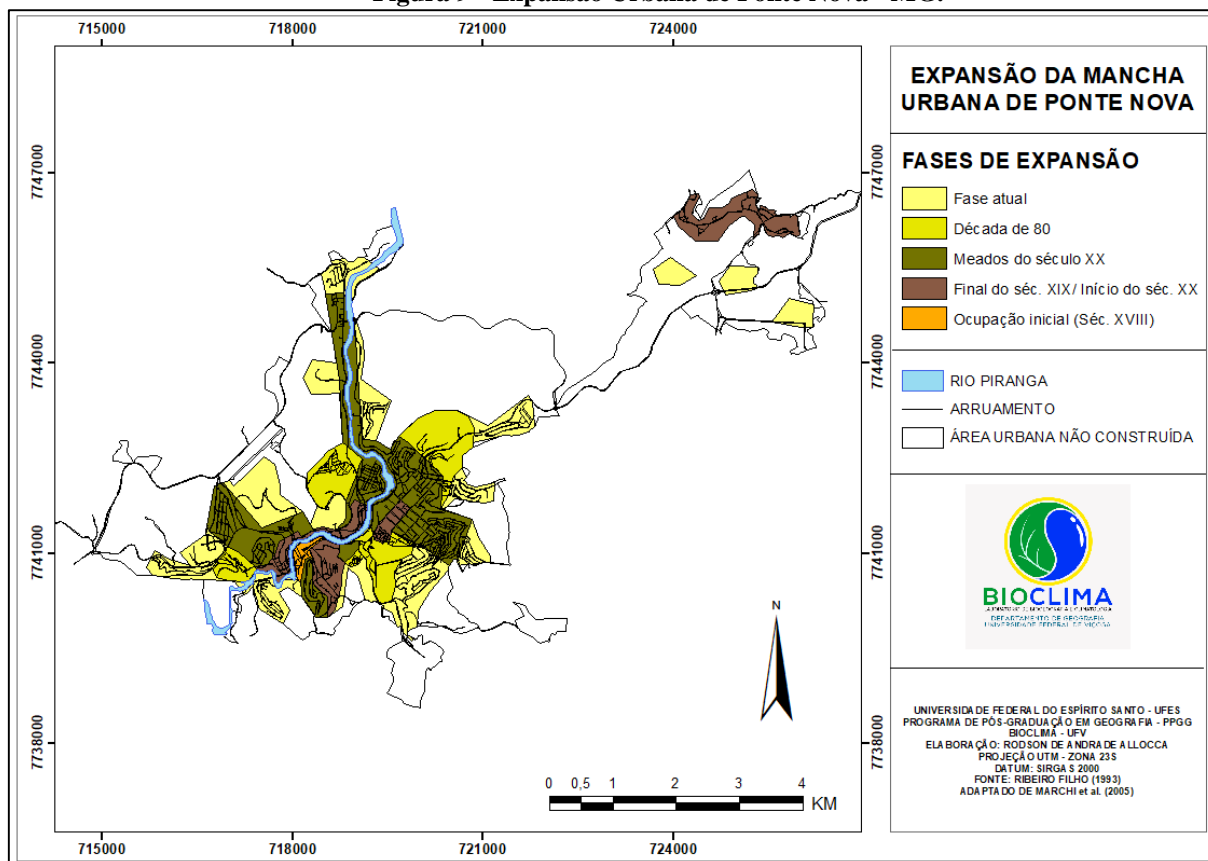 Figura 9 - Expansão Urbana de Ponte Nova - MG.
715000 718000 721000 724000
EXPANSÃO DA MANCHA
URBANA DE PONTE NOVA
FASES DE EXPANSÃO
Fase atual
Década de 80
Meados do século XX
Final do séc. XIX/ Início do séc. XX
Ocupação inicial (Séc. XVIII)
RIO PIRANGA
ARRUAMENTO
ÁREA URBANA NÃO CONSTRUÍDA
7747000 7747000
7744000 7744000
7741000 7741000
7738000 7738000
N
0 0,5 1 2 3 4
KM
715000 718000 721000 724000
BIOCLIMA
DEPARTAMENTO DE GEOGRAFIA
UNIVERSIDADE FEDERAL DE VIÇOSA
UNIVERSIDADE FEDERAL DO ESPÍRITO SANTO - UFES
PROGRAMA DE PÓS-GRADUAÇÃO EM GEOGRAFIA - PPGG
BIOCLIMA - UFV
ELABORAÇÃO: RODSON DE ANDRADE ALLOCCA
PROJEÇÃO UTM - ZONA 23S
DATUM: SIRGAS 2000
FONTE: RIBEIRO FILHO (1993)
ADAPTADO DE MARCHI et al. (2005)